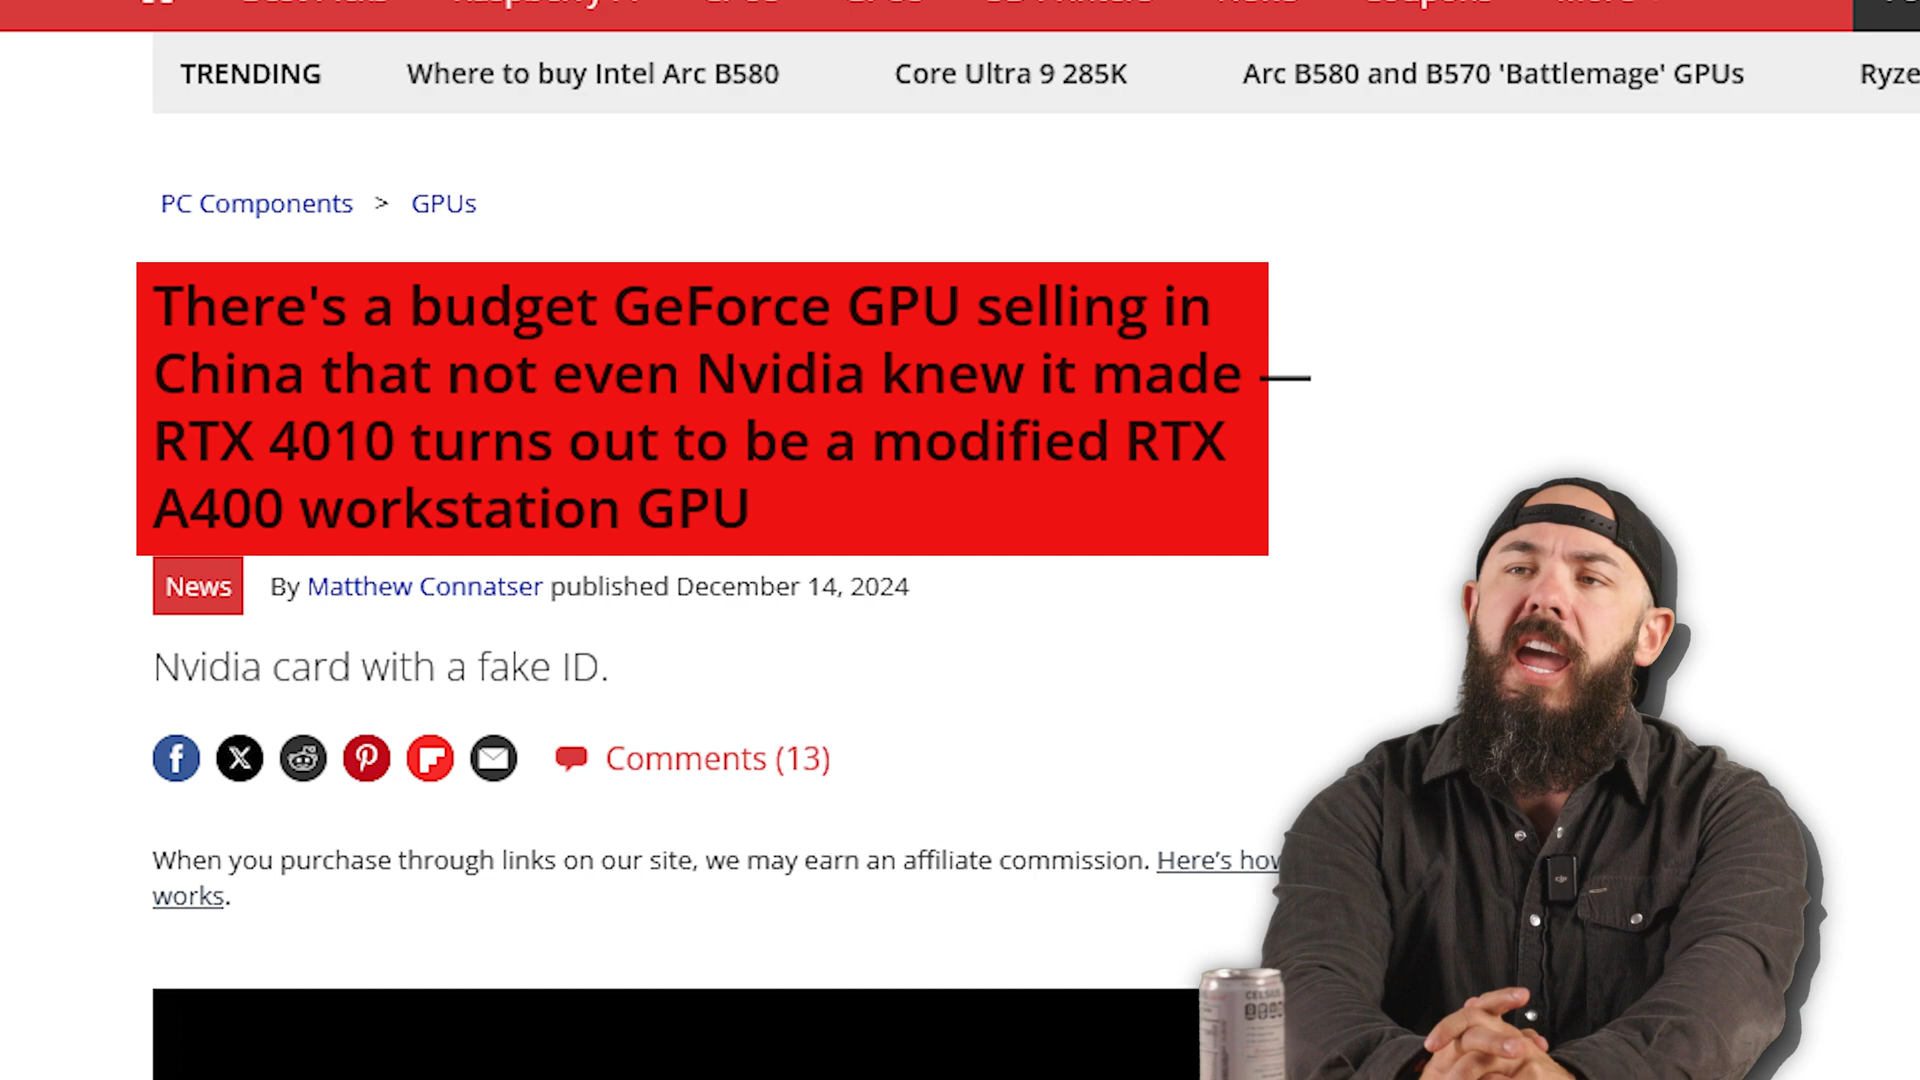 TRENDING Where to buy Intel Arc B580 Core Ultra 9 285K Arc B580 and B570 'Battlemage' GPUs Ryze
PC Components > GPUs
There's a budget GeForce GPU selling in
China that not even Nvidia knew it made —
RTX 4010 turns out to be a modified RTX
A400 workstation GPU
News By Matthew Connatser published December 14, 2024
Nvidia card with a fake ID.
Comments (13)
When you purchase through links on our site, we may earn an affiliate commission. Here's how
works.
CELSIUS